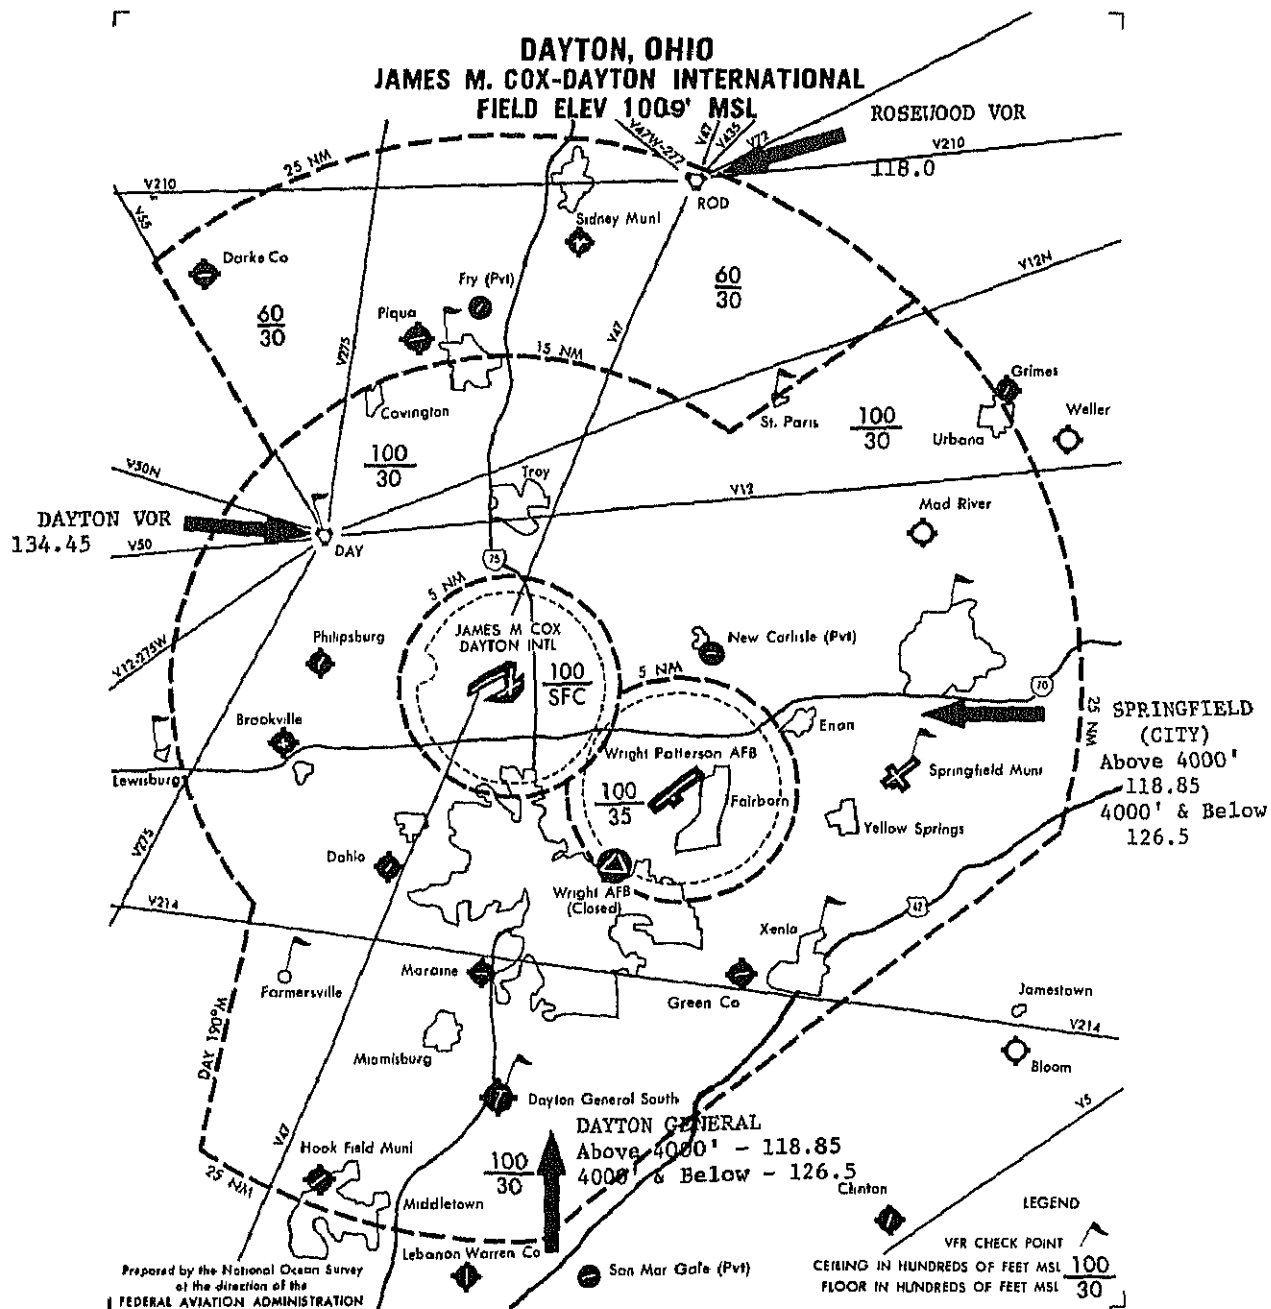 DAYTON, OHIO
JAMES M. COX-DAYTON INTERNATIONAL
FIELD ELEV 1009' MSL
ROSEWOOD VOR
118.0
25 NM
V47W-277
V47
V435
V72
V210
V210
V55
ROD
Sidney Muni
Darke Co
Fry (Pvt)
60
30
60
30
V12N
Piqua
V275
V47
15 NM
Covington
St. Paris
Grimes
Weller
Urbana
100
30
100
30
V50N
Troy
V12
Mad River
DAYTON VOR
134.45
V50
DAY
75
5 NM
JAMES M COX
DAYTON INTL
100
SFC
Philipsburg
New Carlisle (Pvt)
V12-275W
5 NM
70
Brookville
Enon
25 NM
SPRINGFIELD
(CITY)
Above 4000'
118.85
4000' & Below
126.5
Lewisburg
Wright Patterson AFB
Springfield Muni
100
35
Fairborn
Yellow Springs
V275
Dahio
Wright AFB
(Closed)
V214
42
Xenia
Farmersville
Moraine
Green Co
Jamestown
V214
DAY 190°M
Miamisburg
Bloom
Dayton General South
V5
DAYTON GENERAL
Above 4000' - 118.85
4000' & Below - 126.5
V47
Hook Field Muni
100
30
25 NM
Middletown
Clinton
LEGEND
VFR CHECK POINT
Lebanon Warren Co
San Mar Gale (Pvt)
CEILING IN HUNDREDS OF FEET MSL 100
FLOOR IN HUNDREDS OF FEET MSL 30
Prepared by the National Ocean Survey
at the direction of the
FEDERAL AVIATION ADMINISTRATION